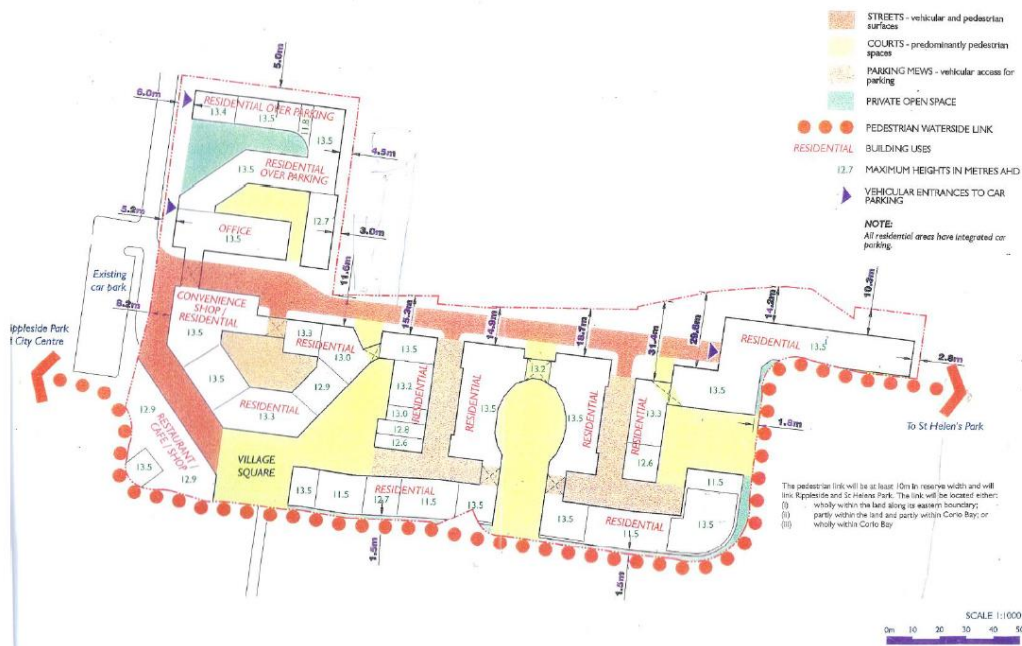 STREETS - vehicular and pedestrian
surfaces
COURTS - predominantly pedestrian
spaces
PARKING MEWS - vehicular access for
parking
PRIVATE OPEN SPACE
PEDESTRIAN WATERSIDE LINK
RESIDENTIAL BUILDING USES
12.7 MAXIMUM HEIGHTS IN METRES AHD
VEHICULAR ENTRANCES TO CAR
PARKING
NOTE:
All residential areas have integrated car
parking.
5.0m
6.0m
RESIDENTIAL OVER PARKING
13.4
13.5
11.8
13.5
4.5m
13.5
RESIDENTIAL
OVER PARKING
5.2m
12.7
OFFICE
13.5
3.0m
11.6m
Existing
car park
8.2m
CONVENIENCE
SHOP /
RESIDENTIAL
13.5
13.3
RESIDENTIAL
13.0
15.3m
14.9m
18.7m
31.4m
29.6m
14.2m
10.3m
RESIDENTIAL
13.5
2.8m
ippleside Park
City Centre
13.5
12.9
RESIDENTIAL
13.3
13.5
13.2
RESIDENTIAL
13.0
12.8
12.6
RESIDENTIAL
13.5
13.2
13.5
RESIDENTIAL
RESIDENTIAL
13.3
12.6
13.5
1.6m
To St Helen's Park
12.9
RESTAURANT /
CAFE / SHOP
13.5
12.9
VILLAGE
SQUARE
13.5
11.5
RESIDENTIAL
12.7
11.5
13.5
1.5m
13.5
RESIDENTIAL
11.5
13.5
11.5
1.5m
The pedestrian link will be at least 10m in reserve width and will
link Rippleside and St Helens Park. The link will be located either:
(i) wholly within the land along its eastern boundary;
(ii) partly within the land and partly within Corio Bay; or
(iii) wholly within Corio Bay
SCALE 1:1000
0m 10 20 30 40 50